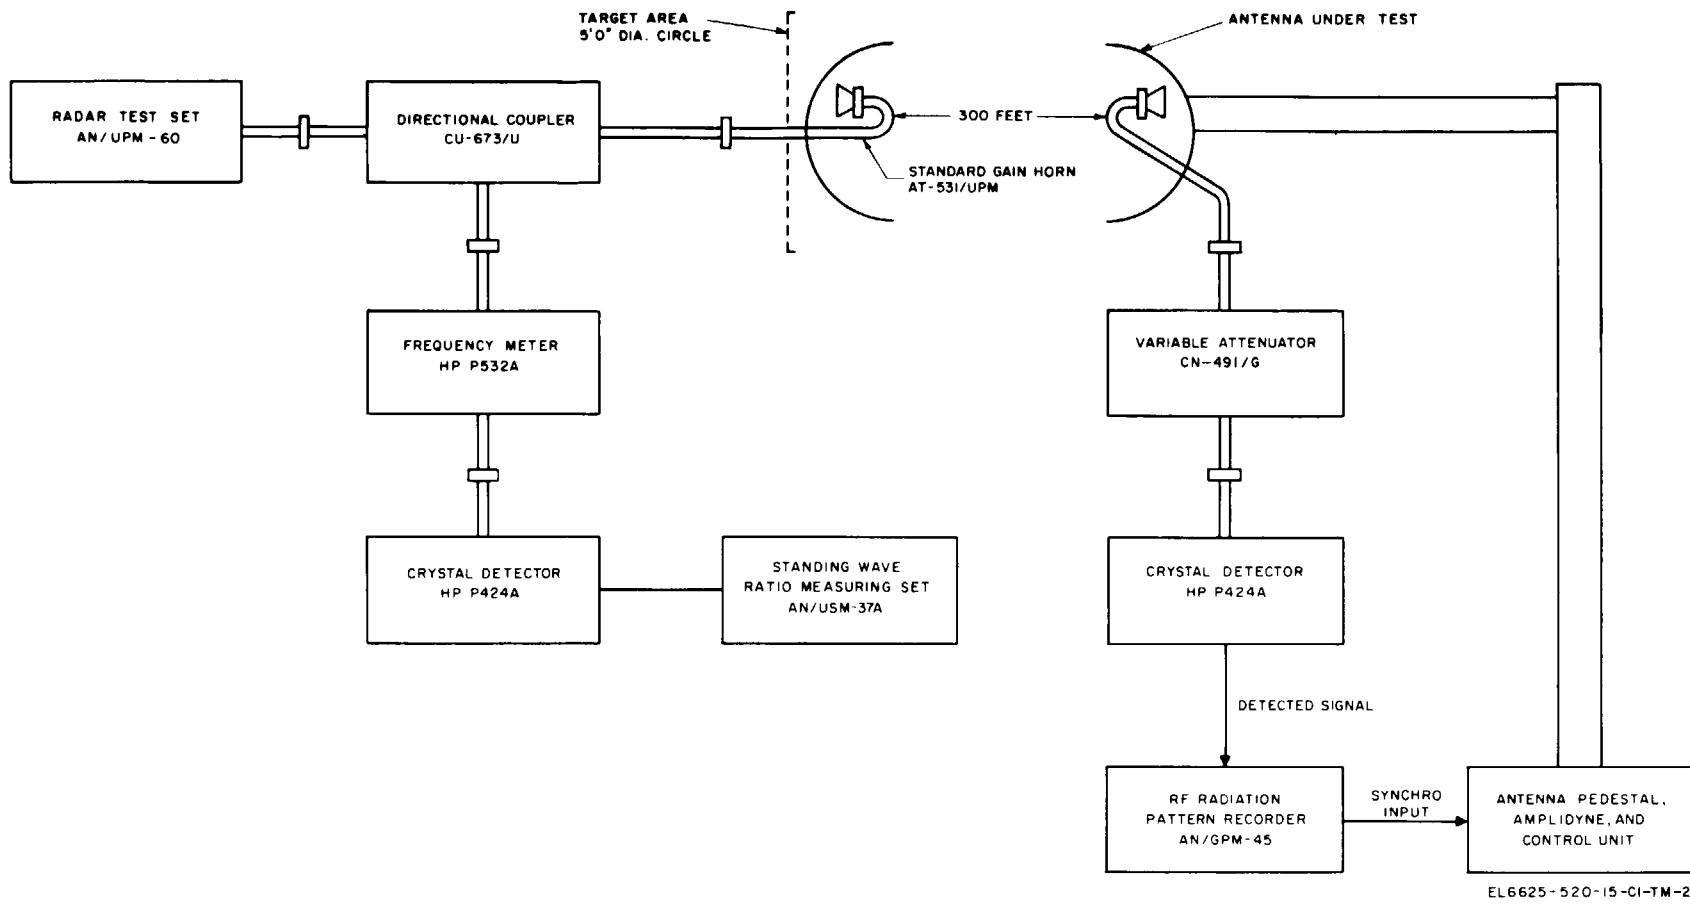 TARGET AREA
5'0" DIA. CIRCLE
ANTENNA UNDER TEST
RADAR TEST SET
AN/UPM-60
DIRECTIONAL COUPLER
CU-673/U
300 FEET
STANDARD GAIN HORN
AT-531/UPM
FREQUENCY METER
HP P532A
VARIABLE ATTENUATOR
CN-491/G
CRYSTAL DETECTOR
HP P424A
STANDING WAVE
RATIO MEASURING SET
AN/USM-37A
CRYSTAL DETECTOR
HP P424A
DETECTED SIGNAL
RF RADIATION
PATTERN RECORDER
AN/GPM-45
SYNCHRO
INPUT
ANTENNA PEDESTAL,
AMPLIDYNE, AND
CONTROL UNIT
EL6625-520-15-C1-TM-2